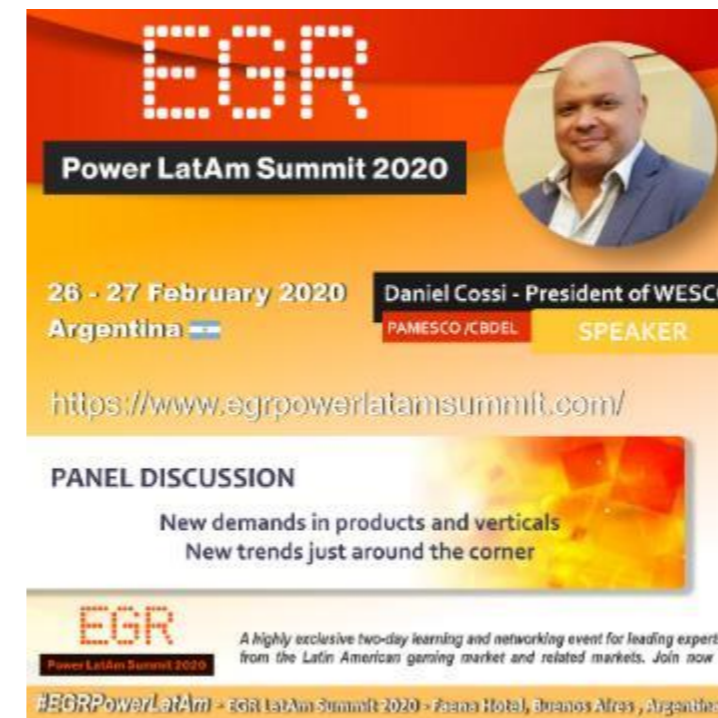 EGR
Power LatAm Summit 2020
26 - 27 February 2020
Argentina
Daniel Cossi - President of WESCO
PAMESCO /CBDEL
SPEAKER
https://www.egrpowerlatamsummit.com/
PANEL DISCUSSION
New demands in products and verticals
New trends just around the corner
EGR
Power LatAm Summit 2020
A highly exclusive two-day learning and networking event for leading expert
from the Latin American gaming market and related markets. Join now
#EGRPowerLatAm - EGR LatAm Summit 2020 - Faena Hotel, Buenos Aires , Argentina